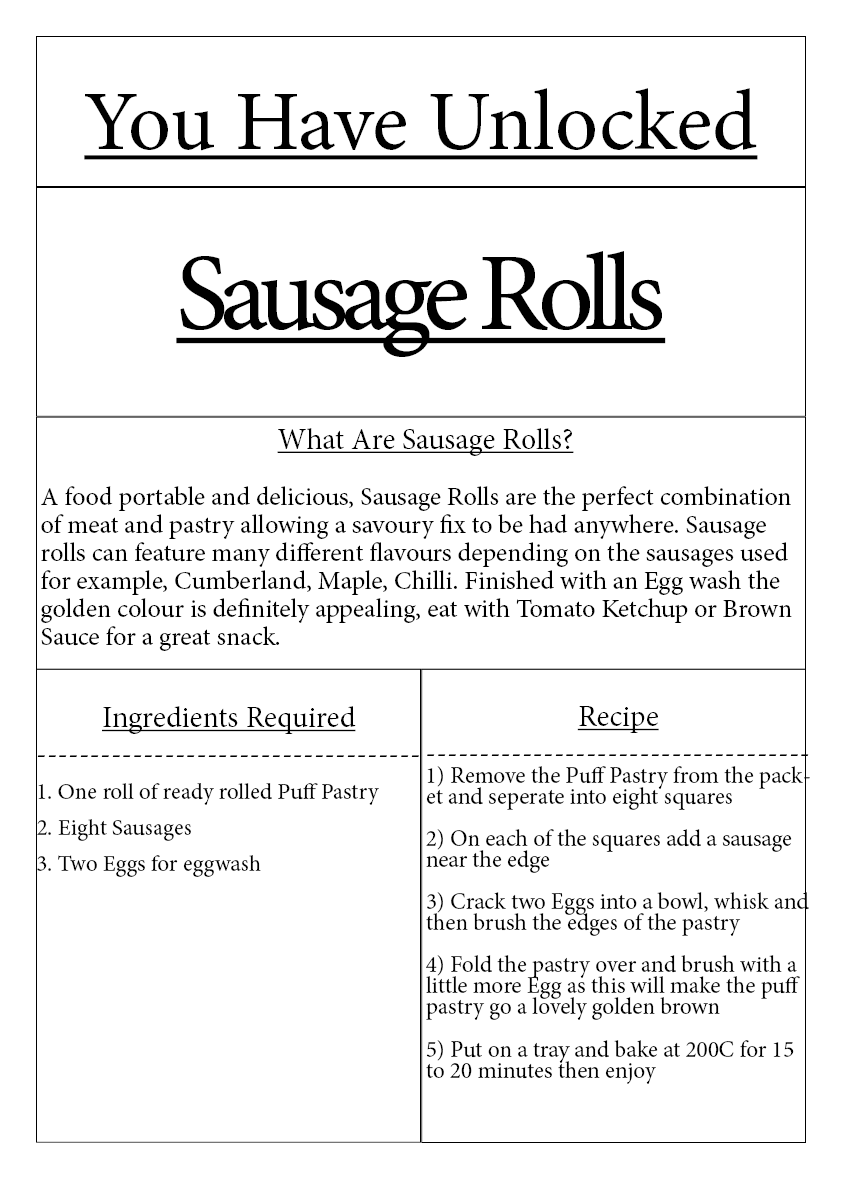 You Have Unlocked
Sausage Rolls
What Are Sausage Rolls?
A food portable and delicious, Sausage Rolls are the perfect combination
of meat and pastry allowing a savoury fix to be had anywhere. Sausage
rolls can feature many different flavours depending on the sausages used
for example, Cumberland, Maple, Chilli. Finished with an Egg wash the
golden colour is definitely appealing, eat with Tomato Ketchup or Brown
Sauce for a great snack.
Ingredients Required
1. One roll of ready rolled Puff Pastry
2. Eight Sausages
3. Two Eggs for eggwash
Recipe
1) Remove the Puff Pastry from the pack-
et and seperate into eight squares
2) On each of the squares add a sausage
near the edge
3) Crack two Eggs into a bowl, whisk and
then brush the edges of the pastry
4) Fold the pastry over and brush with a
little more Egg as this will make the puff
pastry go a lovely golden brown
5) Put on a tray and bake at 200C for 15
to 20 minutes then enjoy